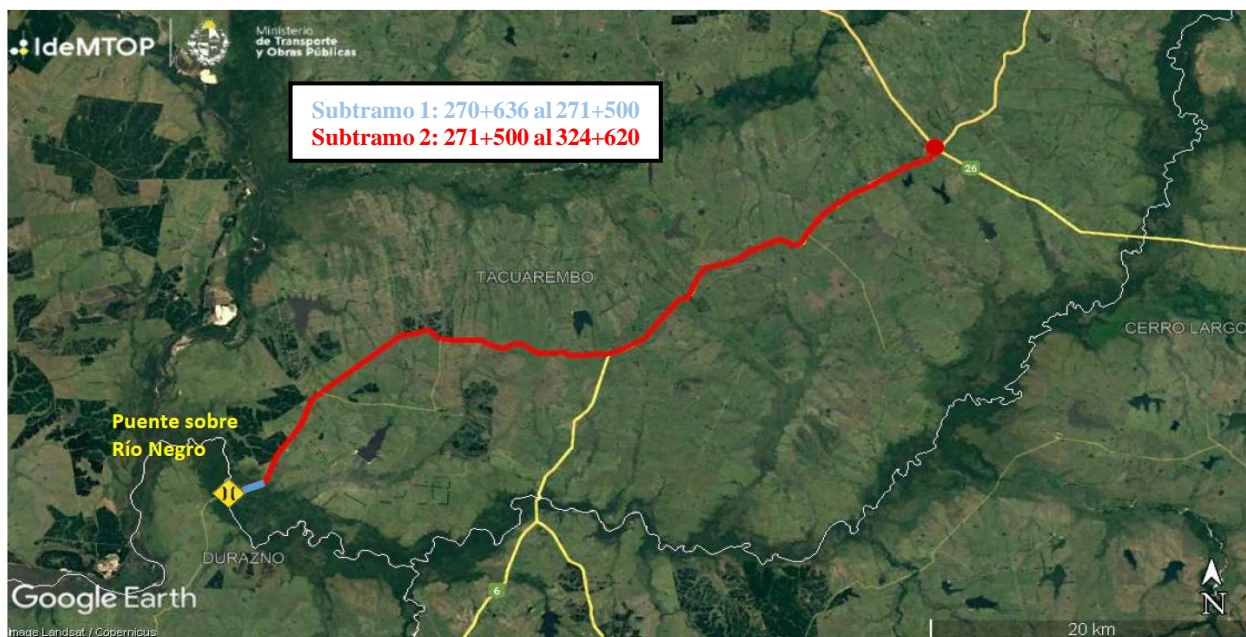 IdeMTOP
Ministerio
de Transporte
y Obras Públicas
Subtramo 1: 270+636 al 271+500
Subtramo 2: 271+500 al 324+620
26
TACUAREMBO
CERRO LARGO
Puente sobre
Río Negro
DURAZNO
6
Google Earth
Image Landsat / Copernicus
N
20 km